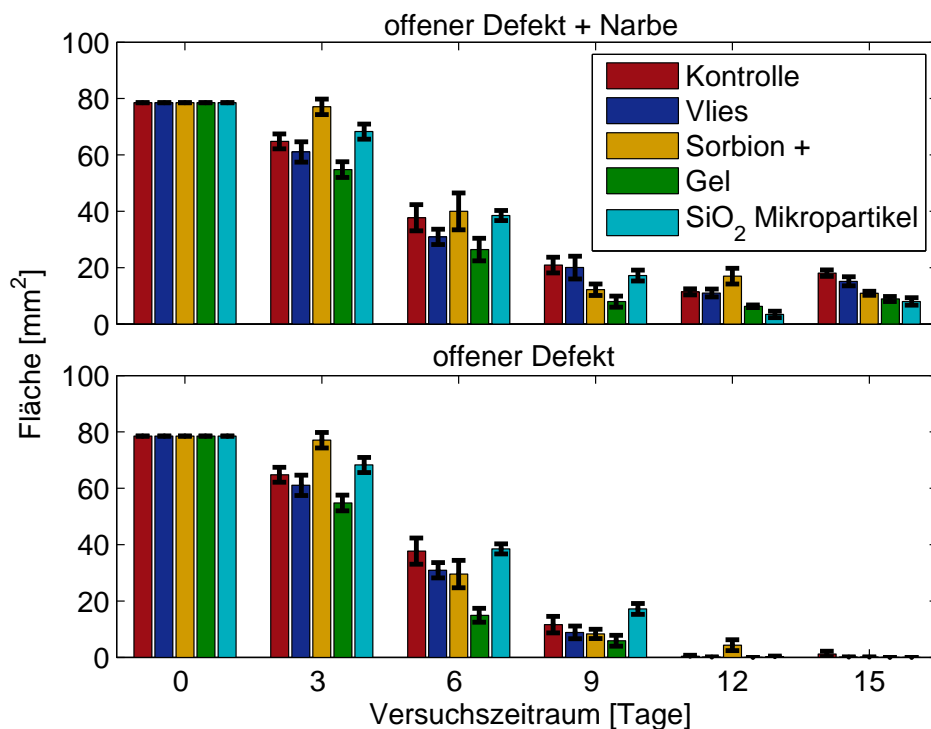 offener Defekt + Narbe
100
80
60
40
20
0
Kontrolle
Vlies
Sorbion +
Gel
SiO₂ Mikropartikel
Fläche [mm²]
offener Defekt
100
80
60
40
20
0
0 3 6 9 12 15
Versuchszeitraum [Tage]